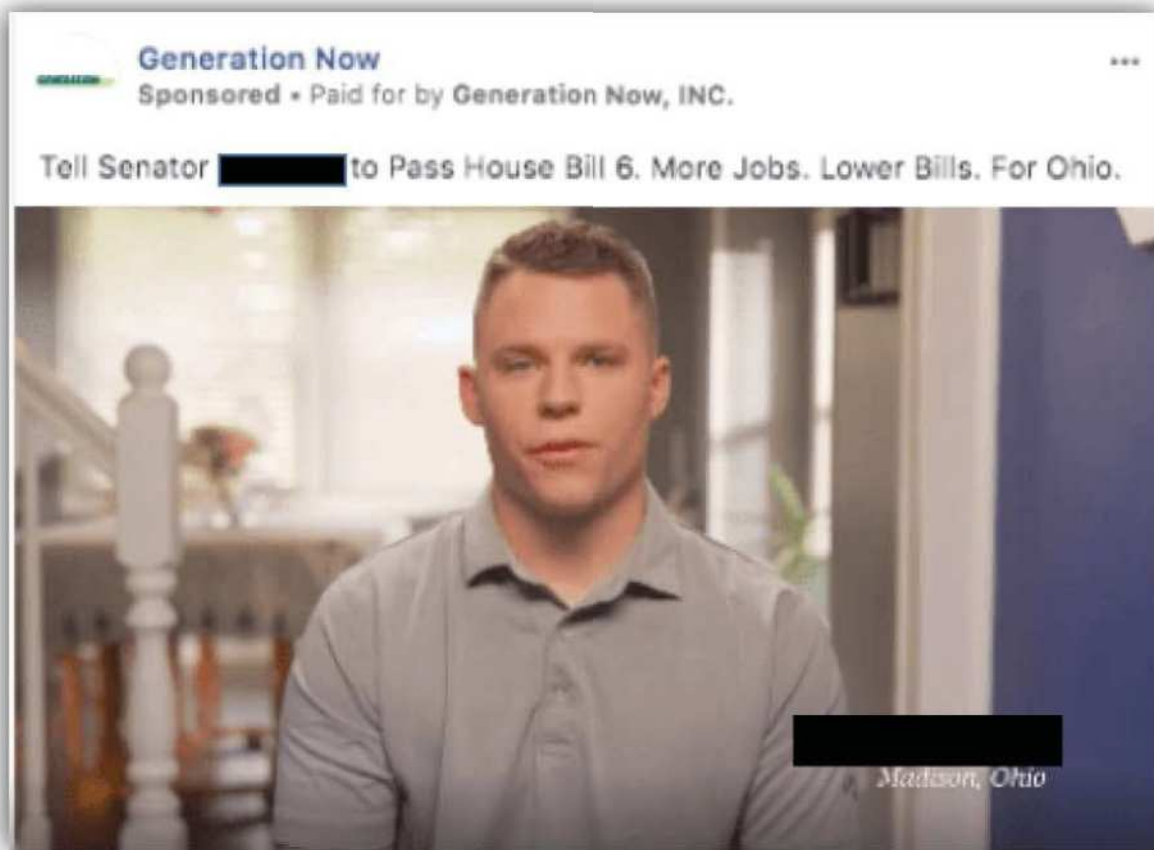 Generation Now
Sponsored • Paid for by Generation Now, INC.
Tell Senator to Pass House Bill 6. More Jobs. Lower Bills. For Ohio.
Madison, Ohio